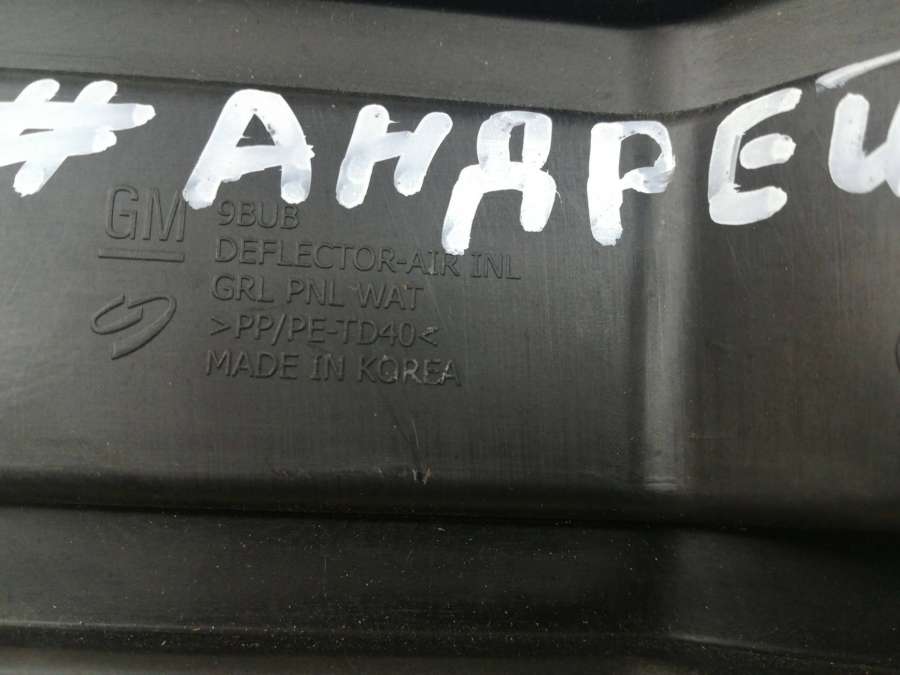 #АНДРЕЙ
GM 9BUB
DEFLECTOR-AIR INL
GRL PNL WAT
>PP/PE-TD40<
MADE IN KOREA